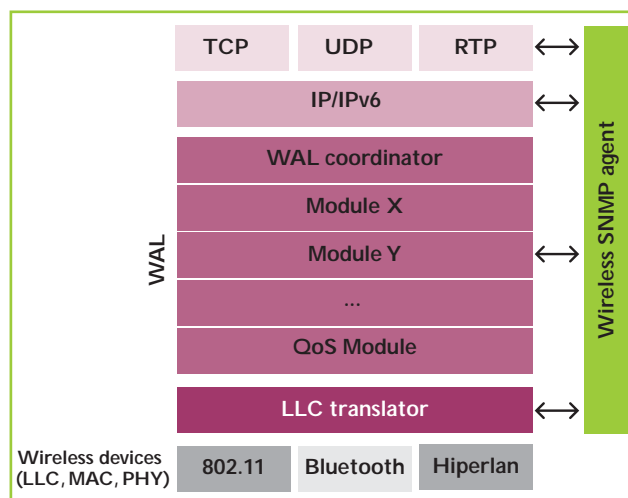 TCP UDP RTP
IP/IPv6
WAL coordinator
Module X
Module Y
...
QoS Module
LLC translator
WAL
Wireless SNMP agent
Wireless devices
(LLC, MAC, PHY)
802.11 Bluetooth Hiperlan